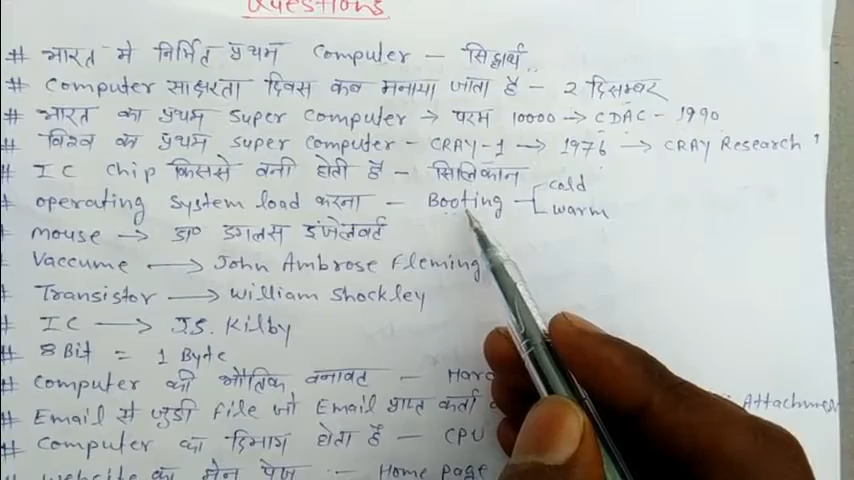 Questions
# भारत मे निर्मित प्रथम Computer – सिद्धार्थ..
# Computer साक्षरता दिवस कब मनाया जाता है – 2 दिसम्बर
# भारत का प्रथम Super Computer → परम 10000 → CDAC - 1990
# विश्व का प्रथम Super Computer - CRAY-1 → 1976 → CRAY Research
# IC Chip किससे बनी होती है – सिलिकॉन
# operating System load करना – Booting cold
warm
# mouse → डा० डगलस इंजेलबर्ट
Vaccume → John Ambrose Fleming
# Transistor → William Shockley
# IC → J.S. Kilby
# 8 Bit = 1 Byte
# Computer की भौतिक बनावट – Hard
# Email से जुडी File जो Email प्राप्त कर्ता Attachment
# Computer का दिमाग होता है – CPU
# website का मेन पेज :- Home page